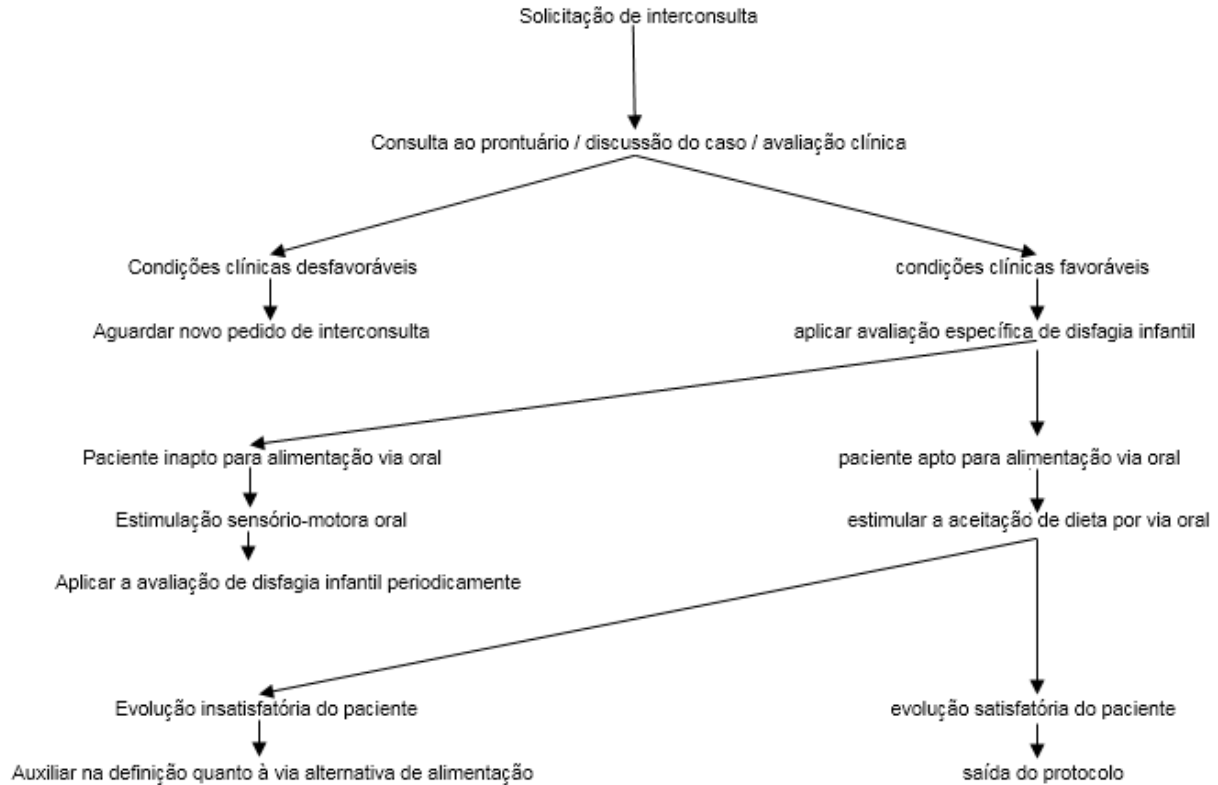 Solicitação de interconsulta
Consulta ao prontuário / discussão do caso / avaliação clínica
Condições clínicas desfavoráveis
condições clínicas favoráveis
Aguardar novo pedido de interconsulta
aplicar avaliação específica de disfagia infantil
Paciente inapto para alimentação via oral
paciente apto para alimentação via oral
Estimulação sensório-motora oral
estimular a aceitação de dieta por via oral
Aplicar a avaliação de disfagia infantil periodicamente
Evolução insatisfatória do paciente
evolução satisfatória do paciente
Auxiliar na definição quanto à via alternativa de alimentação
saída do protocolo